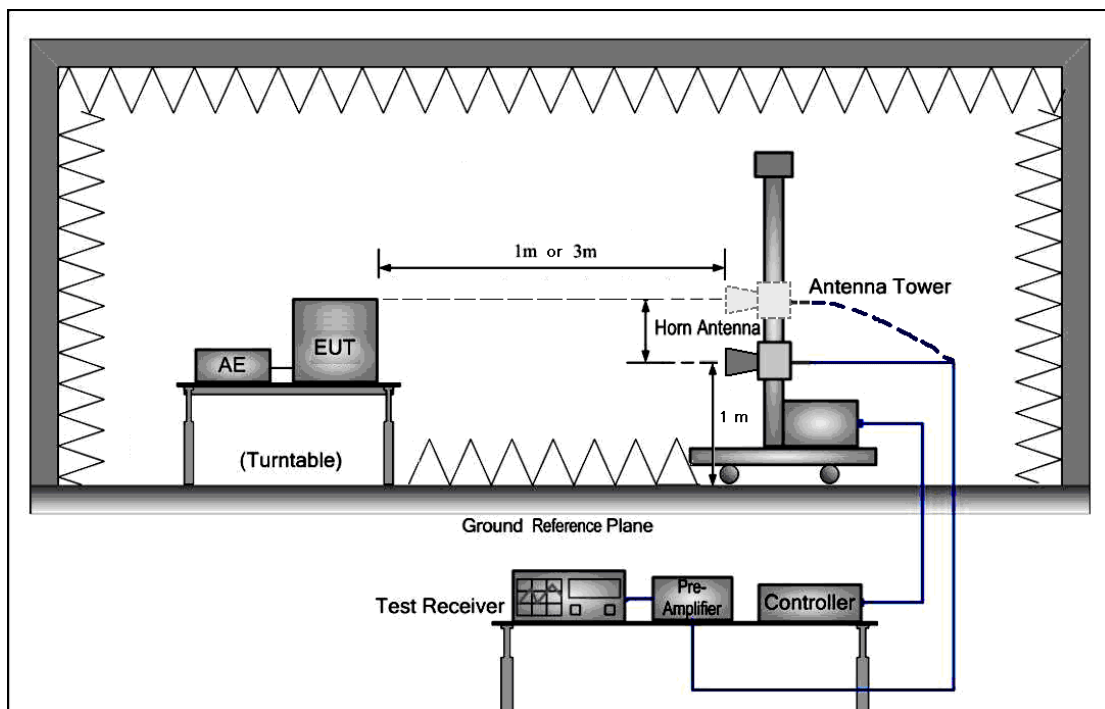 1m or 3m
Antenna Tower
Horn Antenna
AE
EUT
1 m
(Turntable)
Ground Reference Plane
Test Receiver
Pre-
Amplifier
Controller